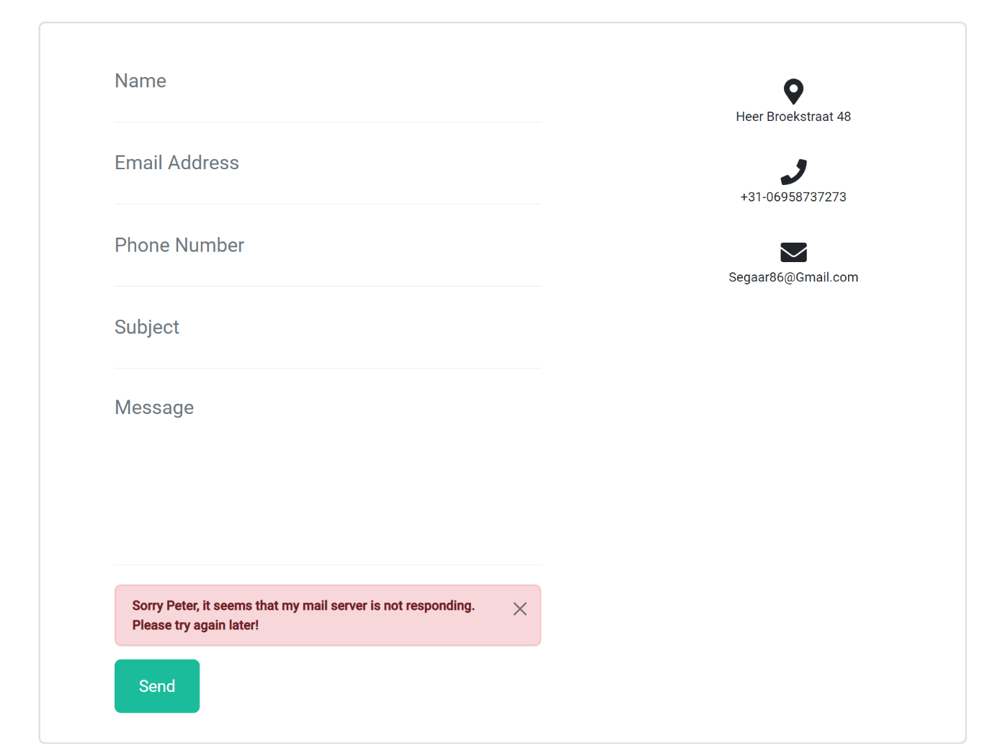 Name
Email Address
Phone Number
Subject
Message
Sorry Peter, it seems that my mail server is not responding.
Please try again later!
Send
Heer Broekstraat 48
+31-06958737273
Segaar86@Gmail.com